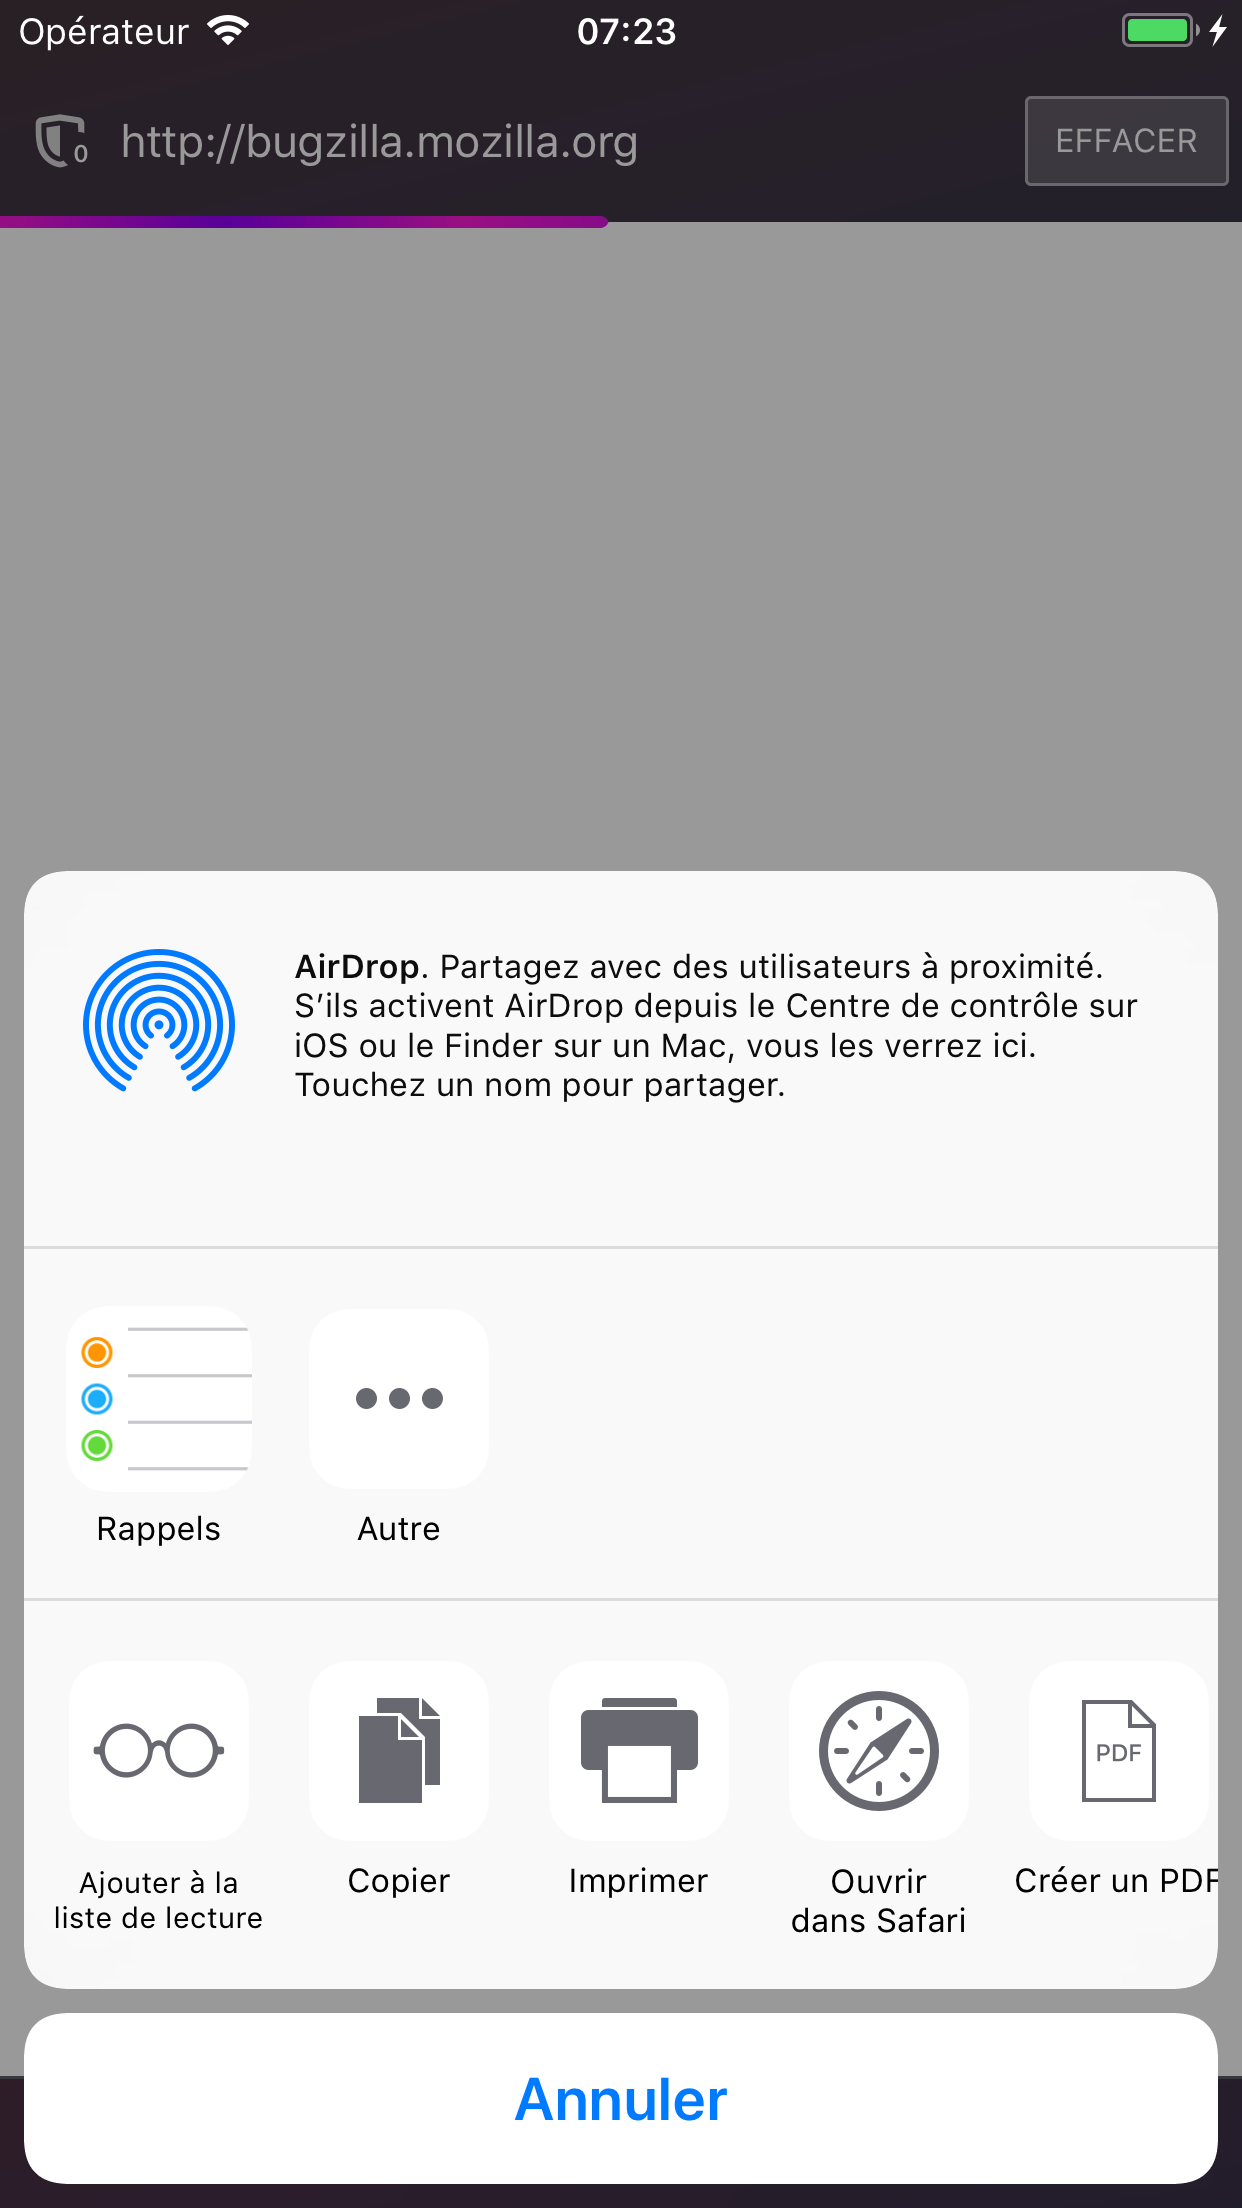 Opérateur
07:23
0
http://bugzilla.mozilla.org
EFFACER
AirDrop. Partagez avec des utilisateurs à proximité.
S’ils activent AirDrop depuis le Centre de contrôle sur
iOS ou le Finder sur un Mac, vous les verrez ici.
Touchez un nom pour partager.
Rappels
Autre
PDF
Ajouter à la
liste de lecture
Copier
Imprimer
Ouvrir
dans Safari
Créer un PDF
Annuler